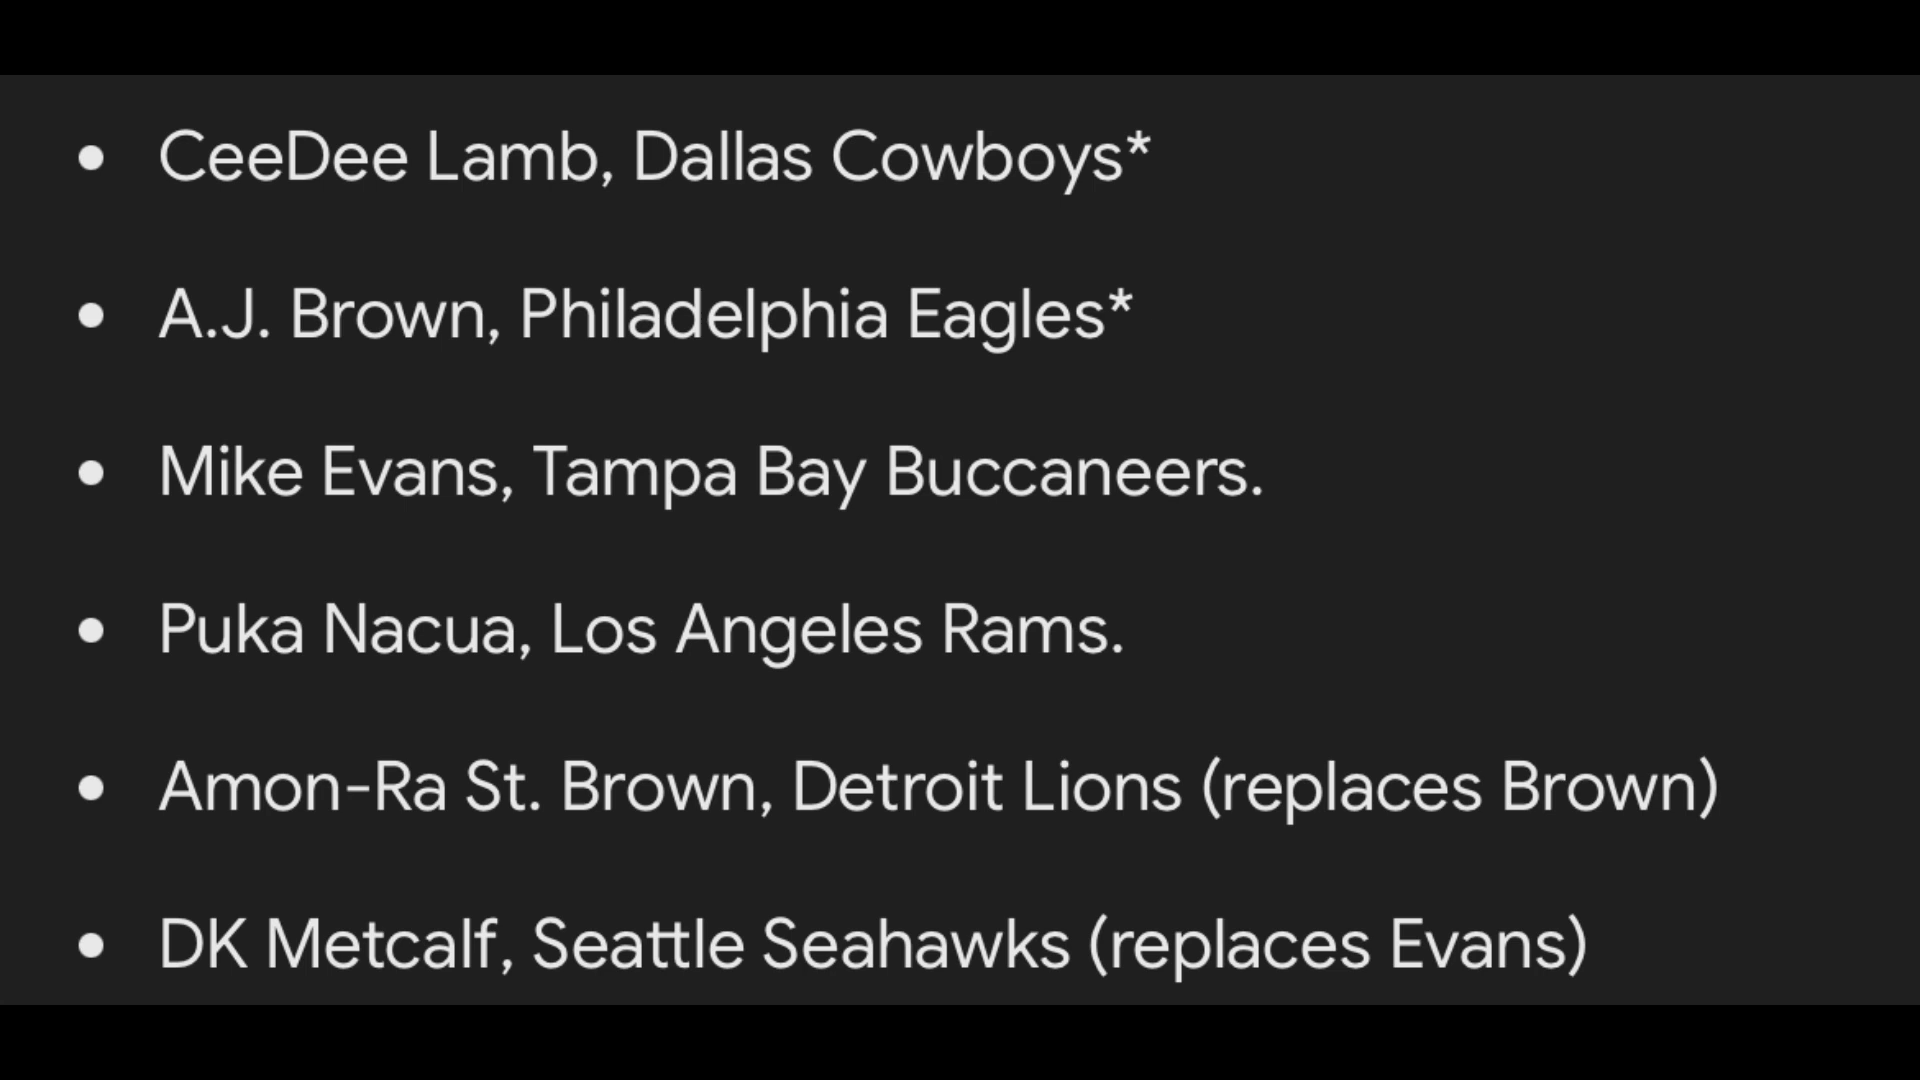 • CeeDee Lamb, Dallas Cowboys*
• A.J. Brown, Philadelphia Eagles*
• Mike Evans, Tampa Bay Buccaneers.
• Puka Nacua, Los Angeles Rams.
• Amon-Ra St. Brown, Detroit Lions (replaces Brown)
• DK Metcalf, Seattle Seahawks (replaces Evans)